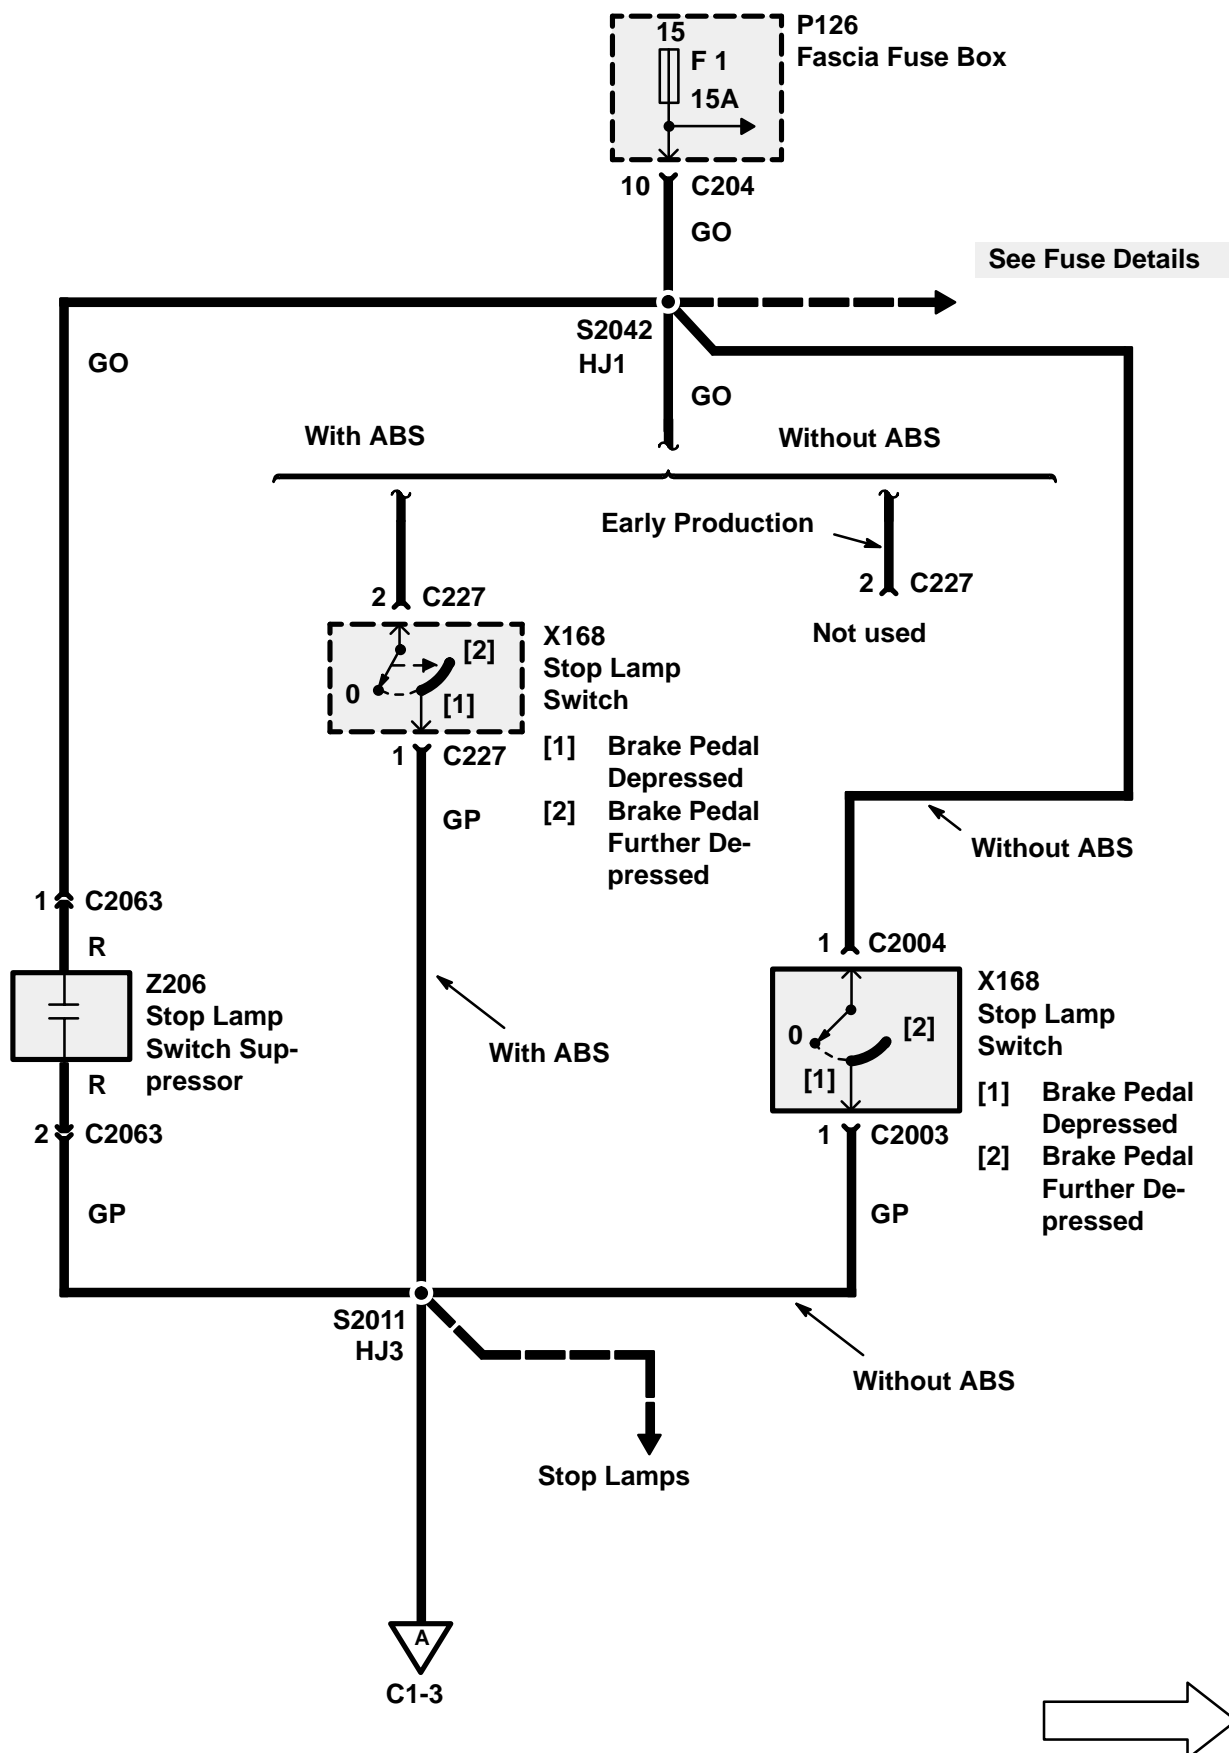 15
F 1
15A
P126
Fascia Fuse Box
10
C204
GO
See Fuse Details
S2042
HJ1
GO
GO
With ABS
Without ABS
Early Production
2
C227
Not used
2
C227
[2]
0
[1]
X168
Stop Lamp
Switch
1
C227
GP
[1] Brake Pedal
Depressed
[2] Brake Pedal
Further De-
pressed
Without ABS
1
C2063
R
Z206
Stop Lamp
Switch Sup-
pressor
R
2
C2063
GP
With ABS
1
C2004
0
[2]
[1]
X168
Stop Lamp
Switch
[1] Brake Pedal
Depressed
[2] Brake Pedal
Further De-
pressed
1
C2003
GP
S2011
HJ3
Without ABS
Stop Lamps
A
C1-3